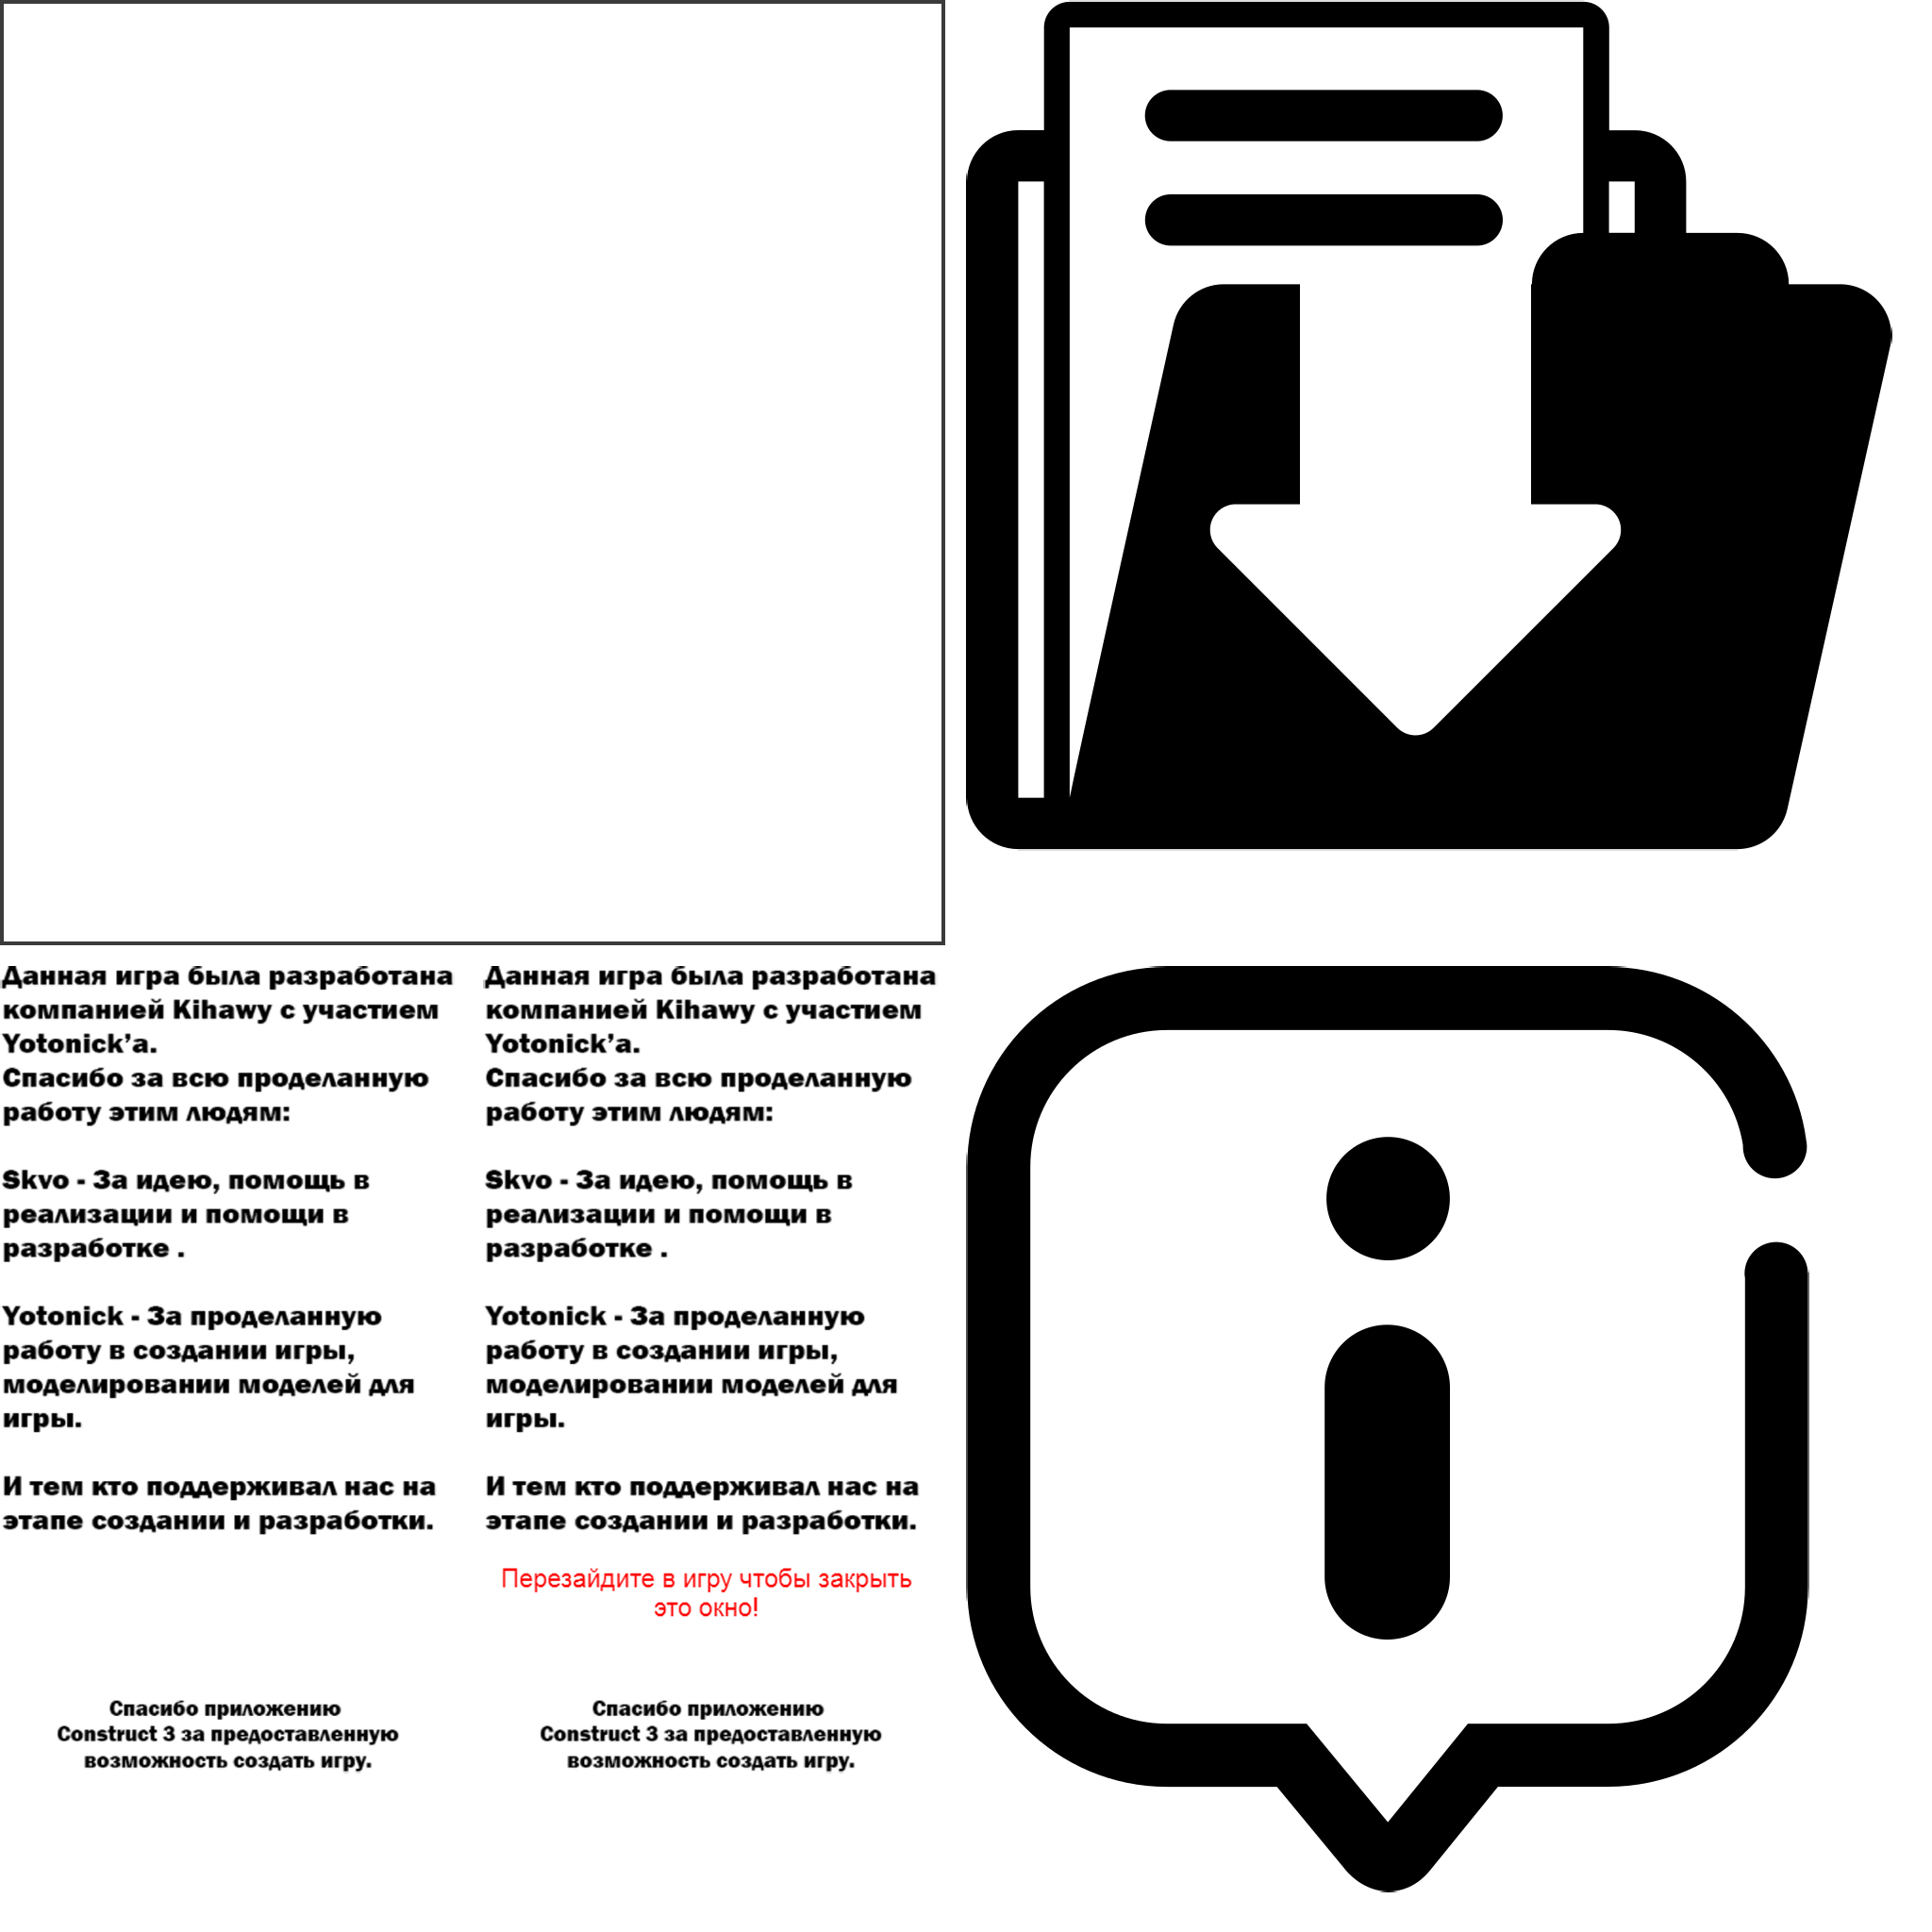 Данная игра была разработана
компанией Kihawy с участием
Yotonick’a.
Спасибо за всю проделанную
работу этим людям:
Skvo - За идею, помощь в
реализации и помощи в
разработке .
Yotonick - За проделанную
работу в создании игры,
моделировании моделей для
игры.
И тем кто поддерживал нас на
этапе создании и разработки.
Спасибо приложению
Construct 3 за предоставленную
возможность создать игру.
Данная игра была разработана
компанией Kihawy с участием
Yotonick’a.
Спасибо за всю проделанную
работу этим людям:
Skvo - За идею, помощь в
реализации и помощи в
разработке .
Yotonick - За проделанную
работу в создании игры,
моделировании моделей для
игры.
И тем кто поддерживал нас на
этапе создании и разработки.
Перезайдите в игру чтобы закрыть
это окно!
Спасибо приложению
Construct 3 за предоставленную
возможность создать игру.